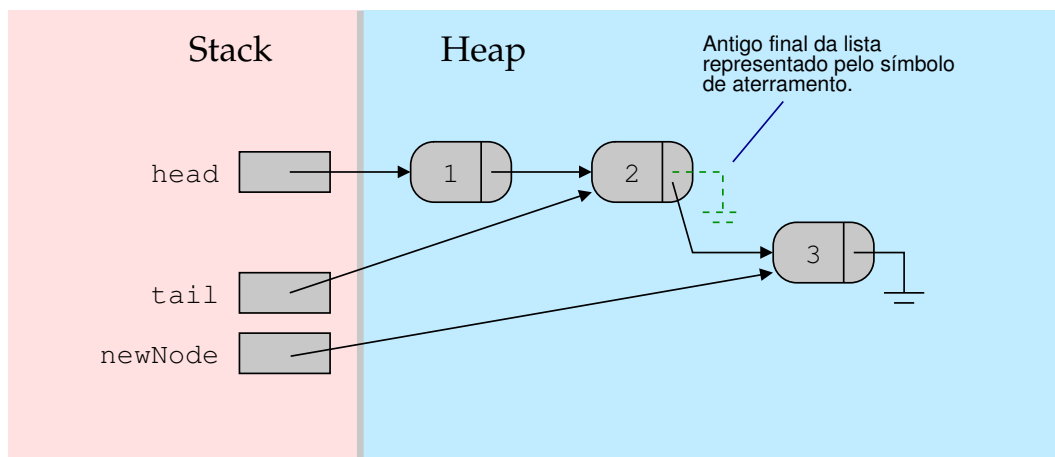 Stack
Heap
Antigo final da lista
representado pelo símbolo
de aterramento.
head
1
2
3
tail
newNode